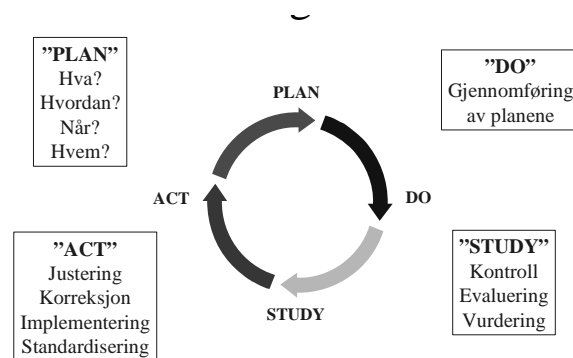 ”PLAN”
Hva?
Hvordan?
Når?
Hvem?
”DO”
Gjennomføring
av planene
PLAN
ACT
DO
STUDY
”ACT”
Justering
Korreksjon
Implementering
Standardisering
”STUDY”
Kontroll
Evaluering
Vurdering